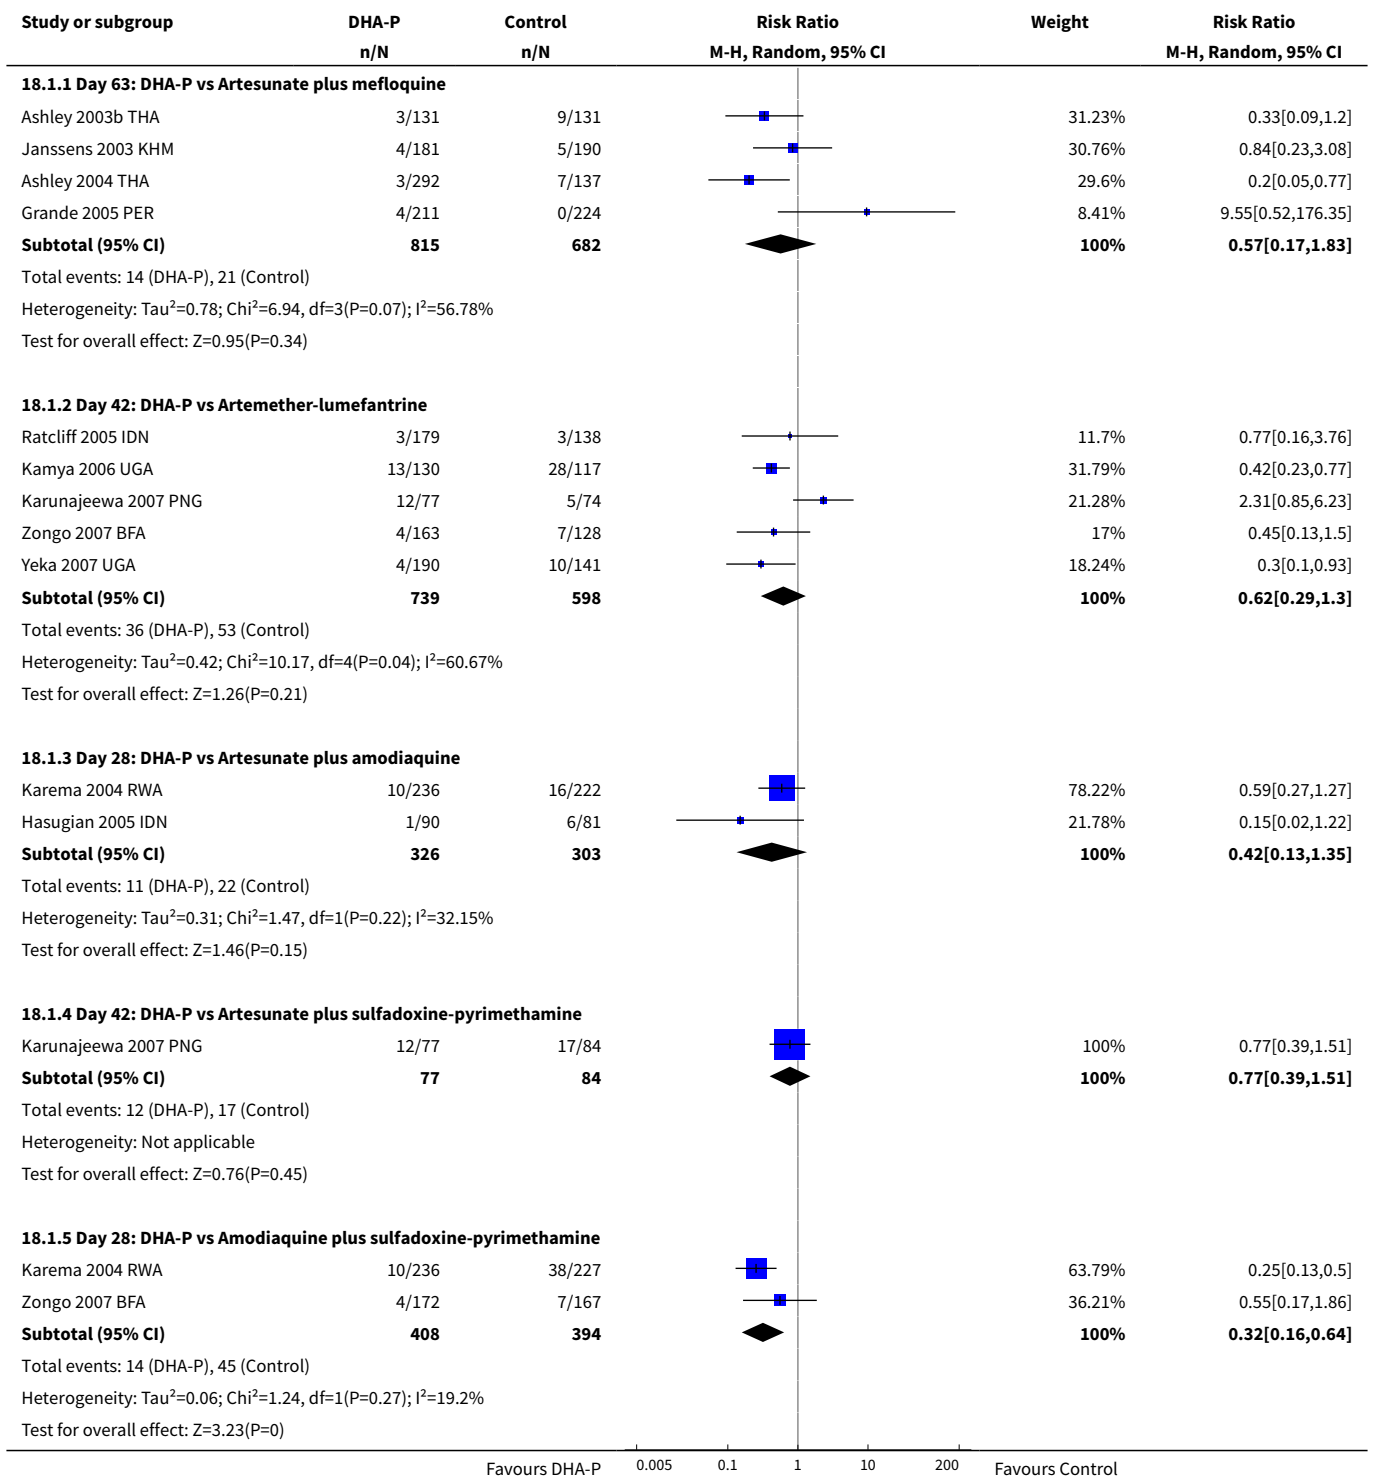 Study or subgroup DHA-P Control Risk Ratio Weight Risk Ratio
n/N n/N M-H, Random, 95% CI M-H, Random, 95% CI
18.1.1 Day 63: DHA-P vs Artesunate plus mefloquine
Ashley 2003b THA 3/131 9/131 31.23% 0.33[0.09,1.2]
Janssens 2003 KHM 4/181 5/190 30.76% 0.84[0.23,3.08]
Ashley 2004 THA 3/292 7/137 29.6% 0.2[0.05,0.77]
Grande 2005 PER 4/211 0/224 8.41% 9.55[0.52,176.35]
Subtotal (95% CI) 815 682 100% 0.57[0.17,1.83]
Total events: 14 (DHA-P), 21 (Control)
Heterogeneity: Tau²=0.78; Chi²=6.94, df=3(P=0.07); I²=56.78%
Test for overall effect: Z=0.95(P=0.34)
18.1.2 Day 42: DHA-P vs Artemether-lumefantrine
Ratcliff 2005 IDN 3/179 3/138 11.7% 0.77[0.16,3.76]
Kamya 2006 UGA 13/130 28/117 31.79% 0.42[0.23,0.77]
Karunajeewa 2007 PNG 12/77 5/74 21.28% 2.31[0.85,6.23]
Zongo 2007 BFA 4/163 7/128 17% 0.45[0.13,1.5]
Yeka 2007 UGA 4/190 10/141 18.24% 0.3[0.1,0.93]
Subtotal (95% CI) 739 598 100% 0.62[0.29,1.3]
Total events: 36 (DHA-P), 53 (Control)
Heterogeneity: Tau²=0.42; Chi²=10.17, df=4(P=0.04); I²=60.67%
Test for overall effect: Z=1.26(P=0.21)
18.1.3 Day 28: DHA-P vs Artesunate plus amodiaquine
Karema 2004 RWA 10/236 16/222 78.22% 0.59[0.27,1.27]
Hasugian 2005 IDN 1/90 6/81 21.78% 0.15[0.02,1.22]
Subtotal (95% CI) 326 303 100% 0.42[0.13,1.35]
Total events: 11 (DHA-P), 22 (Control)
Heterogeneity: Tau²=0.31; Chi²=1.47, df=1(P=0.22); I²=32.15%
Test for overall effect: Z=1.46(P=0.15)
18.1.4 Day 42: DHA-P vs Artesunate plus sulfadoxine-pyrimethamine
Karunajeewa 2007 PNG 12/77 17/84 100% 0.77[0.39,1.51]
Subtotal (95% CI) 77 84 100% 0.77[0.39,1.51]
Total events: 12 (DHA-P), 17 (Control)
Heterogeneity: Not applicable
Test for overall effect: Z=0.76(P=0.45)
18.1.5 Day 28: DHA-P vs Amodiaquine plus sulfadoxine-pyrimethamine
Karema 2004 RWA 10/236 38/227 63.79% 0.25[0.13,0.5]
Zongo 2007 BFA 4/172 7/167 36.21% 0.55[0.17,1.86]
Subtotal (95% CI) 408 394 100% 0.32[0.16,0.64]
Total events: 14 (DHA-P), 45 (Control)
Heterogeneity: Tau²=0.06; Chi²=1.24, df=1(P=0.27); I²=19.2%
Test for overall effect: Z=3.23(P=0)
Favours DHA-P 0.005 0.1 1 10 200 Favours Control